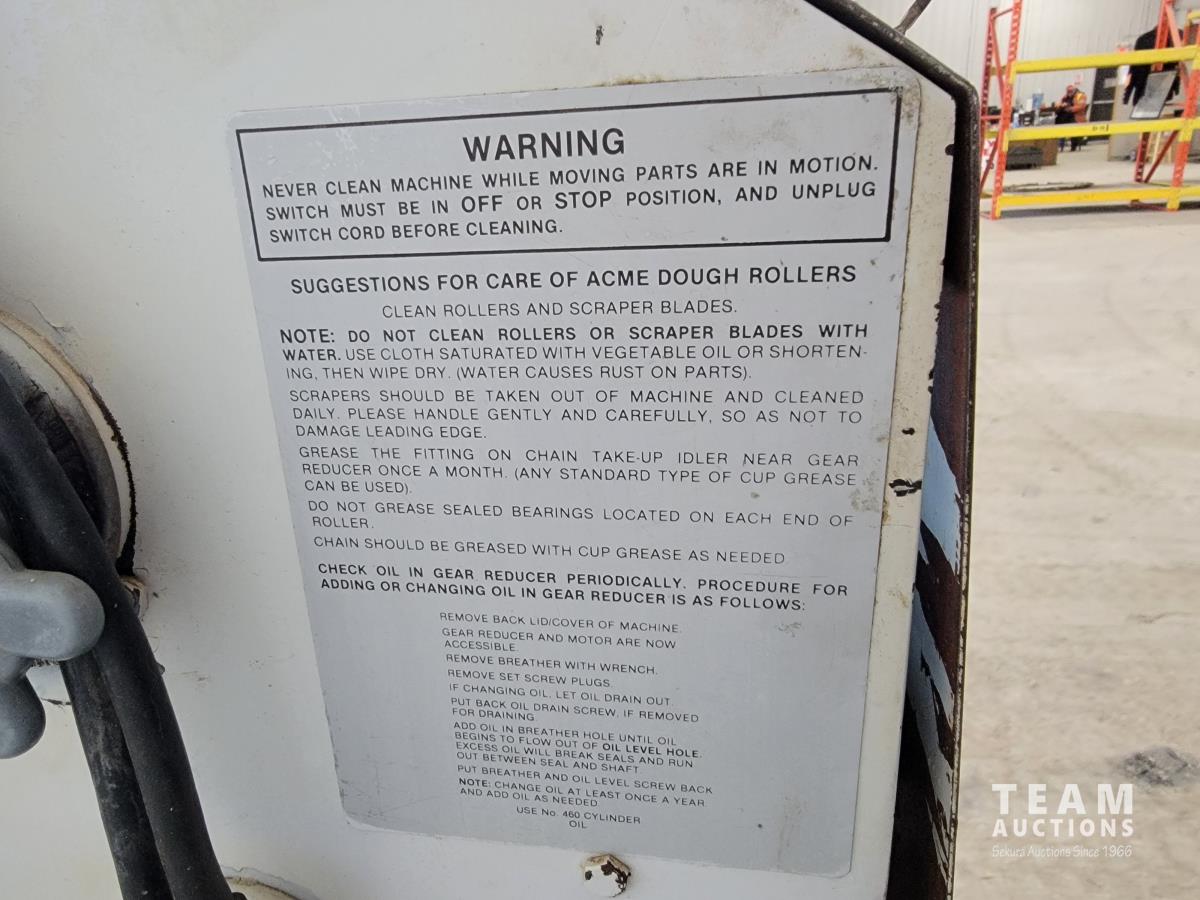 WARNING
NEVER CLEAN MACHINE WHILE MOVING PARTS ARE IN MOTION.
SWITCH MUST BE IN OFF OR STOP POSITION, AND UNPLUG
SWITCH CORD BEFORE CLEANING.
SUGGESTIONS FOR CARE OF ACME DOUGH ROLLERS
CLEAN ROLLERS AND SCRAPER BLADES.
NOTE: DO NOT CLEAN ROLLERS OR SCRAPER BLADES WITH
WATER. USE CLOTH SATURATED WITH VEGETABLE OIL OR SHORTEN-
ING, THEN WIPE DRY. (WATER CAUSES RUST ON PARTS).
SCRAPERS SHOULD BE TAKEN OUT OF MACHINE AND CLEANED
DAILY. PLEASE HANDLE GENTLY AND CAREFULLY, SO AS NOT TO
DAMAGE LEADING EDGE.
GREASE THE FITTING ON CHAIN TAKE-UP IDLER NEAR GEAR
REDUCER ONCE A MONTH. (ANY STANDARD TYPE OF CUP GREASE
CAN BE USED).
DO NOT GREASE SEALED BEARINGS LOCATED ON EACH END OF
ROLLER.
CHAIN SHOULD BE GREASED WITH CUP GREASE AS NEEDED
CHECK OIL IN GEAR REDUCER PERIODICALLY. PROCEDURE FOR
ADDING OR CHANGING OIL IN GEAR REDUCER IS AS FOLLOWS:
REMOVE BACK LID/COVER OF MACHINE.
GEAR REDUCER AND MOTOR ARE NOW
ACCESSIBLE.
REMOVE BREATHER WITH WRENCH.
REMOVE SET SCREW PLUGS.
IF CHANGING OIL, LET OIL DRAIN OUT.
PUT BACK OIL DRAIN SCREW, IF REMOVED
FOR DRAINING.
ADD OIL IN BREATHER HOLE UNTIL OIL
BEGINS TO FLOW OUT OF OIL LEVEL HOLE.
EXCESS OIL WILL BREAK SEALS AND RUN
OUT BETWEEN SEAL AND SHAFT.
PUT BREATHER AND OIL LEVEL SCREW BACK
NOTE: CHANGE OIL AT LEAST ONCE A YEAR
AND ADD OIL AS NEEDED.
USE No. 460 CYLINDER
OIL
TEAM
AUCTIONS
Sekura Auctions Since 1966